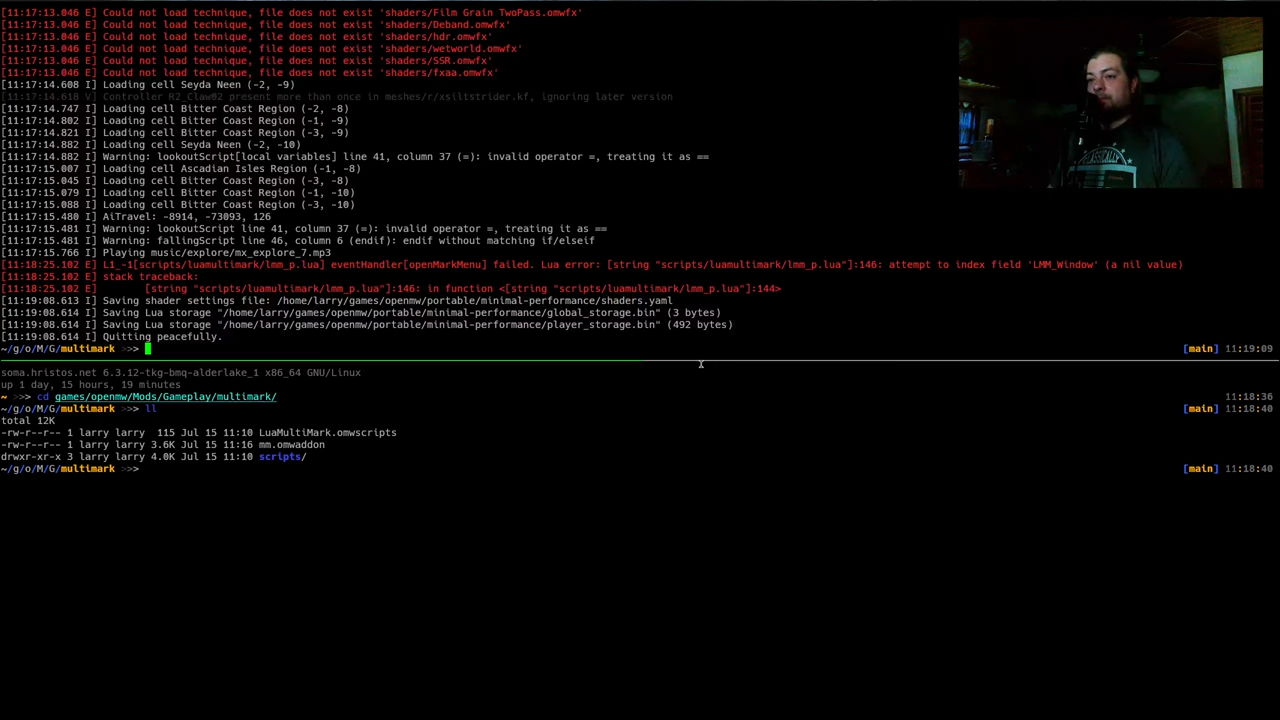 [11:17:13.046 E] Could not load technique, file does not exist 'shaders/Film Grain TwoPass.omwfx'
[11:17:13.046 E] Could not load technique, file does not exist 'shaders/Deband.omwfx'
[11:17:13.046 E] Could not load technique, file does not exist 'shaders/hdr.omwfx'
[11:17:13.046 E] Could not load technique, file does not exist 'shaders/wetworld.omwfx'
[11:17:13.046 E] Could not load technique, file does not exist 'shaders/SSR.omwfx'
[11:17:13.046 E] Could not load technique, file does not exist 'shaders/fxaa.omwfx'
[11:17:14.608 I] Loading cell Seyda Neen (-2, -9)
[11:17:14.618 V] Controller R2_Claw02 present more than once in meshes/r/xsiltstrider.kf, ignoring later version
[11:17:14.747 I] Loading cell Bitter Coast Region (-2, -8)
[11:17:14.802 I] Loading cell Bitter Coast Region (-1, -9)
[11:17:14.821 I] Loading cell Bitter Coast Region (-3, -9)
[11:17:14.882 I] Loading cell Seyda Neen (-2, -10)
[11:17:14.882 I] Warning: lookoutScript[local variables] line 41, column 37 (=): invalid operator =, treating it as ==
[11:17:15.007 I] Loading cell Ascadian Isles Region (-1, -8)
[11:17:15.045 I] Loading cell Bitter Coast Region (-3, -8)
[11:17:15.079 I] Loading cell Bitter Coast Region (-1, -10)
[11:17:15.088 I] Loading cell Bitter Coast Region (-3, -10)
[11:17:15.480 I] AiTravel: -8914, -73093, 126
[11:17:15.481 I] Warning: lookoutScript line 41, column 37 (=): invalid operator =, treating it as ==
[11:17:15.481 I] Warning: fallingScript line 46, column 6 (endif): endif without matching if/elseif
[11:17:15.766 I] Playing music/explore/mx_explore_7.mp3
[11:18:25.102 E] L1_-1[scripts/luamultimark/lmm_p.lua] eventHandler[openMarkMenu] failed. Lua error: [string "scripts/luamultimark/lmm_p.lua"]:146: attempt to index field 'LMM_Window' (a nil value)
[11:18:25.102 E] stack traceback:
[11:18:25.102 E]         [string "scripts/luamultimark/lmm_p.lua"]:146: in function <[string "scripts/luamultimark/lmm_p.lua"]:144>
[11:19:08.613 I] Saving shader settings file: /home/larry/games/openmw/portable/minimal-performance/shaders.yaml
[11:19:08.614 I] Saving Lua storage "/home/larry/games/openmw/portable/minimal-performance/global_storage.bin" (3 bytes)
[11:19:08.614 I] Saving Lua storage "/home/larry/games/openmw/portable/minimal-performance/player_storage.bin" (492 bytes)
[11:19:08.614 I] Quitting peacefully.
~/g/o/M/G/multimark >>> [main] 11:19:09
soma.hristos.net 6.3.12-tkg-bmq-alderlake_1 x86_64 GNU/Linux
up 1 day, 15 hours, 19 minutes
~ >>> cd games/openmw/Mods/Gameplay/multimark/ 11:18:36
~/g/o/M/G/multimark >>> ll [main] 11:18:40
total 12K
-rw-r--r-- 1 larry larry  115 Jul 15 11:10 LuaMultiMark.omwscripts
-rw-r--r-- 1 larry larry 3.6K Jul 15 11:16 mm.omwaddon
drwxr-xr-x 3 larry larry 4.0K Jul 15 11:10 scripts/
~/g/o/M/G/multimark >>> [main] 11:18:40